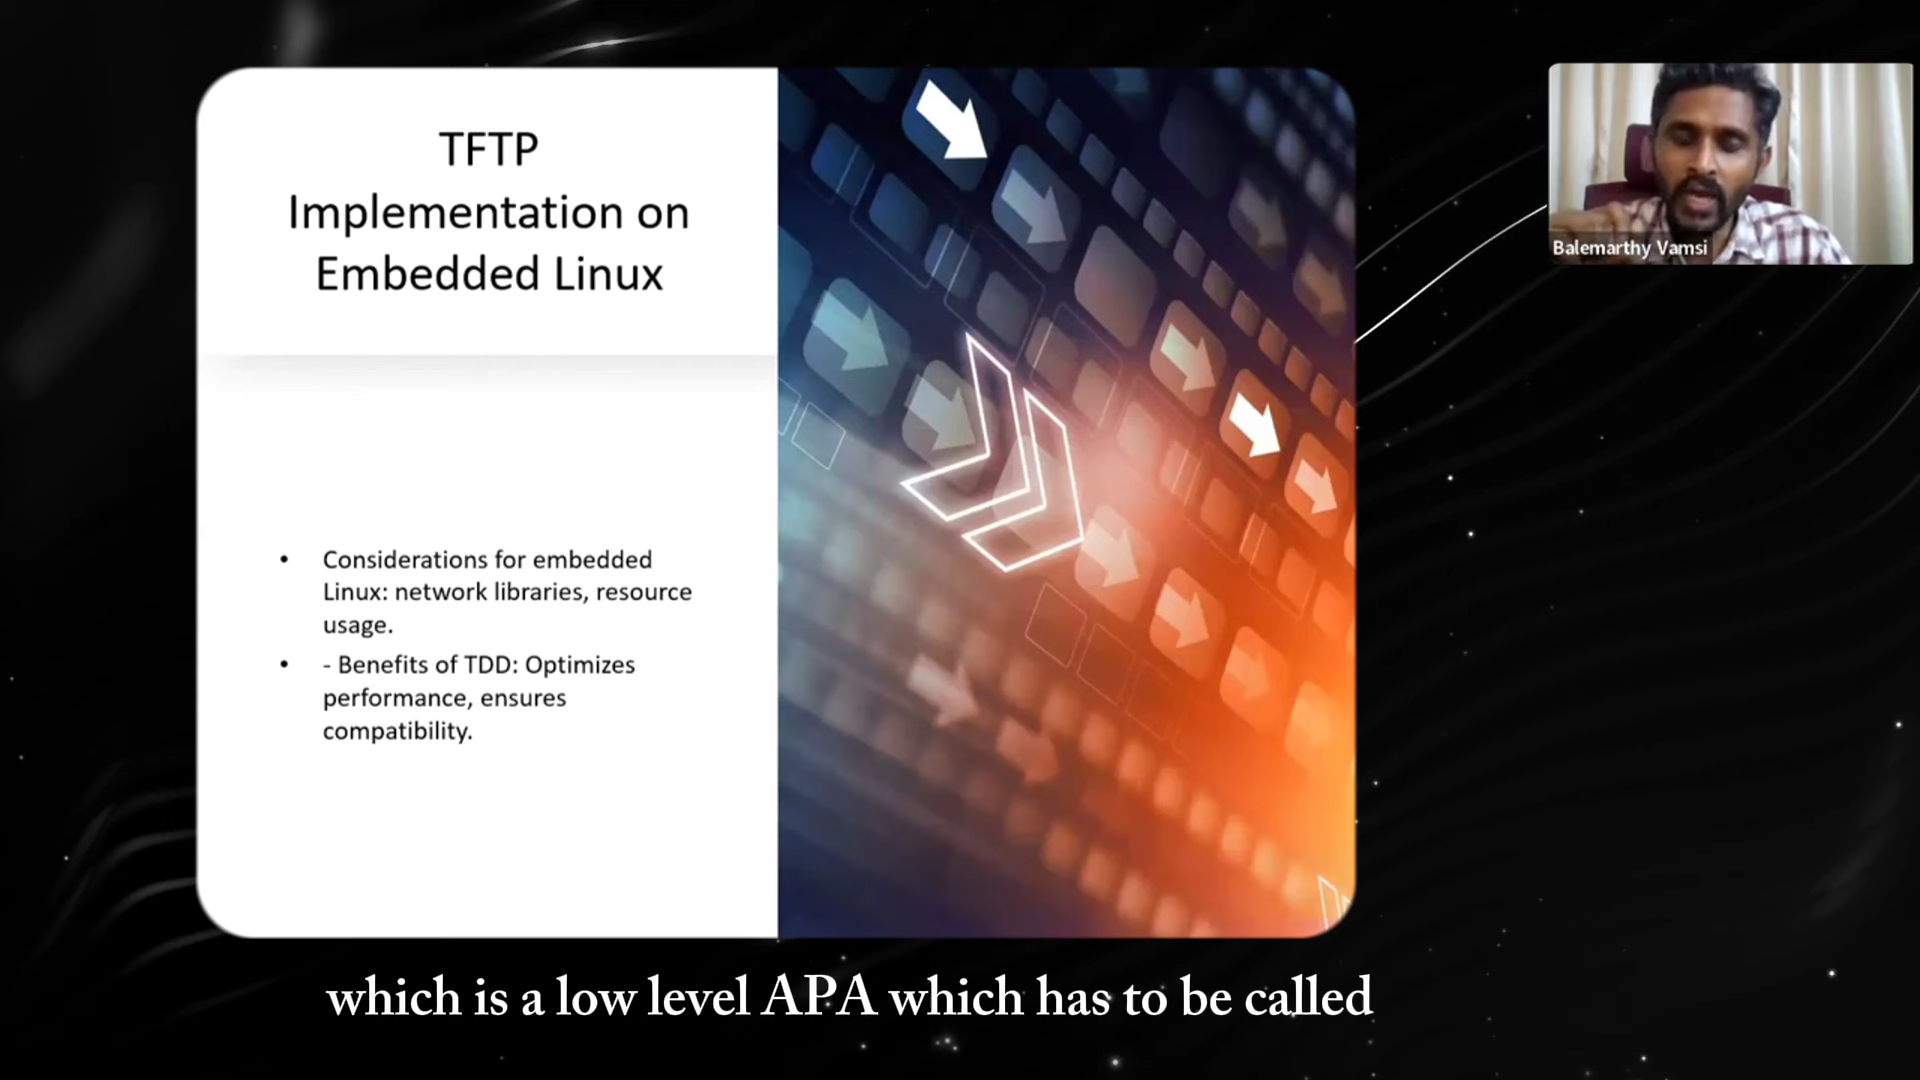 TFTP
Implementation on
Embedded Linux
• Considerations for embedded
Linux: network libraries, resource
usage.
• - Benefits of TDD: Optimizes
performance, ensures
compatibility.
Balemarthy Vamsi
which is a low level APA which has to be called